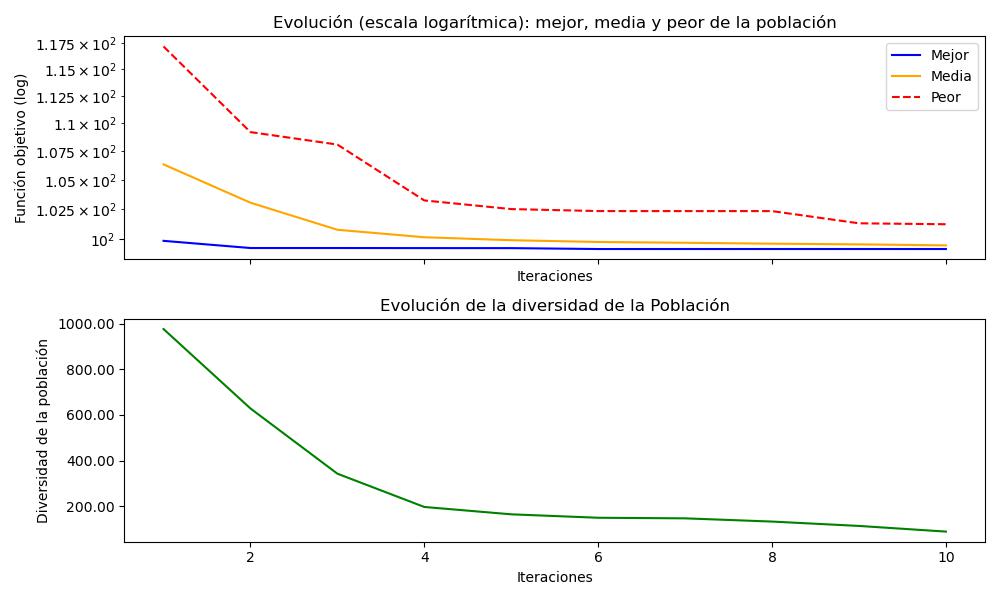 Evolución (escala logarítmica): mejor, media y peor de la población
Función objetivo (log)
1.175 × 10²
1.15 × 10²
1.125 × 10²
1.1 × 10²
1.075 × 10²
1.05 × 10²
1.025 × 10²
10²
Mejor
Media
Peor
Iteraciones
Evolución de la diversidad de la Población
Diversidad de la población
1000.00
800.00
600.00
400.00
200.00
2 4 6 8 10
Iteraciones